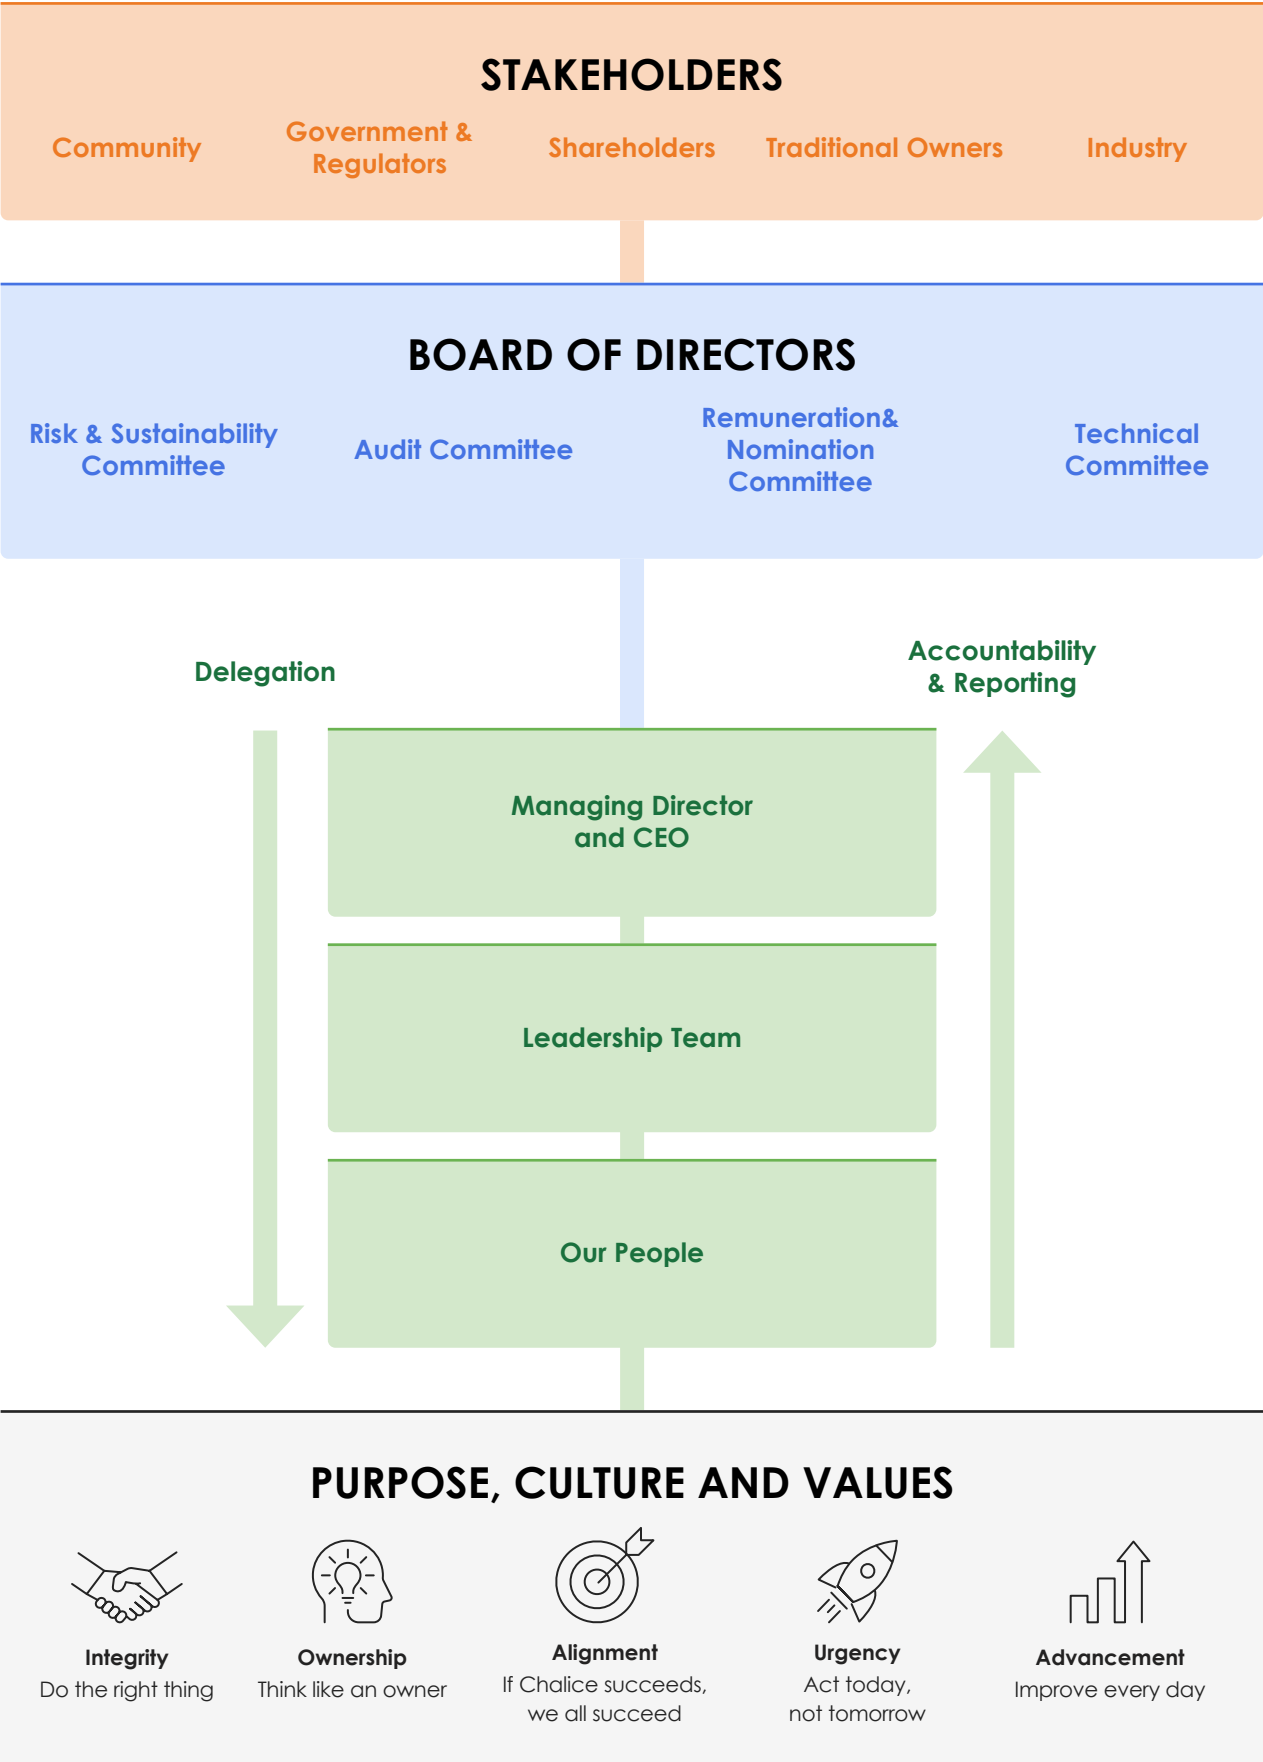 STAKEHOLDERS
Community
Government &
Regulators
Shareholders
Traditional Owners
Industry
BOARD OF DIRECTORS
Risk & Sustainability
Committee
Audit Committee
Remuneration&
Nomination
Committee
Technical
Committee
Delegation
Accountability
& Reporting
Managing Director
and CEO
Leadership Team
Our People
PURPOSE, CULTURE AND VALUES
Integrity
Do the right thing
Ownership
Think like an owner
Alignment
If Chalice succeeds,
we all succeed
Urgency
Act today,
not tomorrow
Advancement
Improve every day